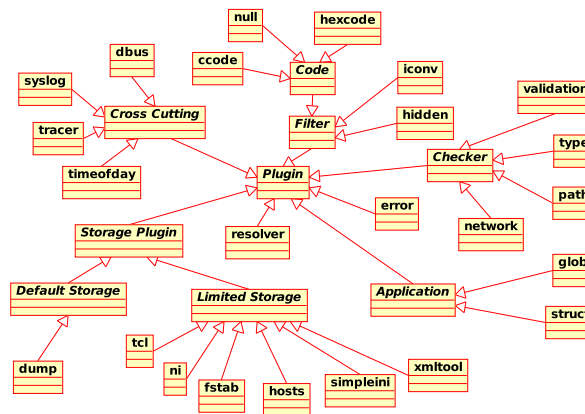 null
hexcode
dbus
ccode
Code
iconv
syslog
validation
Cross Cutting
Filter
hidden
tracer
type
Checker
timeofday
Plugin
path
error
network
Storage Plugin
resolver
glob
Default Storage
Limited Storage
Application
struct
tcl
dump
ni
fstab
hosts
simpleini
xmltool